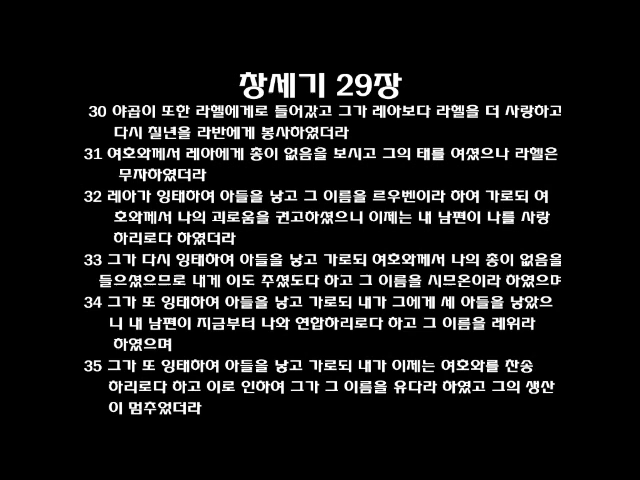 창세기 29장
30 야곱이 또한 라헬에게로 들어갔고 그가 레아보다 라헬을 더 사랑하고
다시 칠년을 라반에게 봉사하였더라
31 여호와께서 레아에게 총이 없음을 보시고 그의 태를 여셨으나 라헬은
무자하였더라
32 레아가 잉태하여 아들을 낳고 그 이름을 르우벤이라 하여 가로되 여
호와께서 나의 괴로움을 권고하셨으니 이제는 내 남편이 나를 사랑
하리로다 하였더라
33 그가 다시 잉태하여 아들을 낳고 가로되 여호와께서 나의 총이 없음을
들으셨으므로 내게 이도 주셨도다 하고 그 이름을 시므온이라 하였으며
34 그가 또 잉태하여 아들을 낳고 가로되 내가 그에게 세 아들을 낳았으
니 내 남편이 지금부터 나와 연합하리로다 하고 그 이름을 레위라
하였으며
35 그가 또 잉태하여 아들을 낳고 가로되 내가 이제는 여호와를 찬송
하리로다 하고 이로 인하여 그가 그 이름을 유다라 하였고 그의 생산
이 멈추었더라